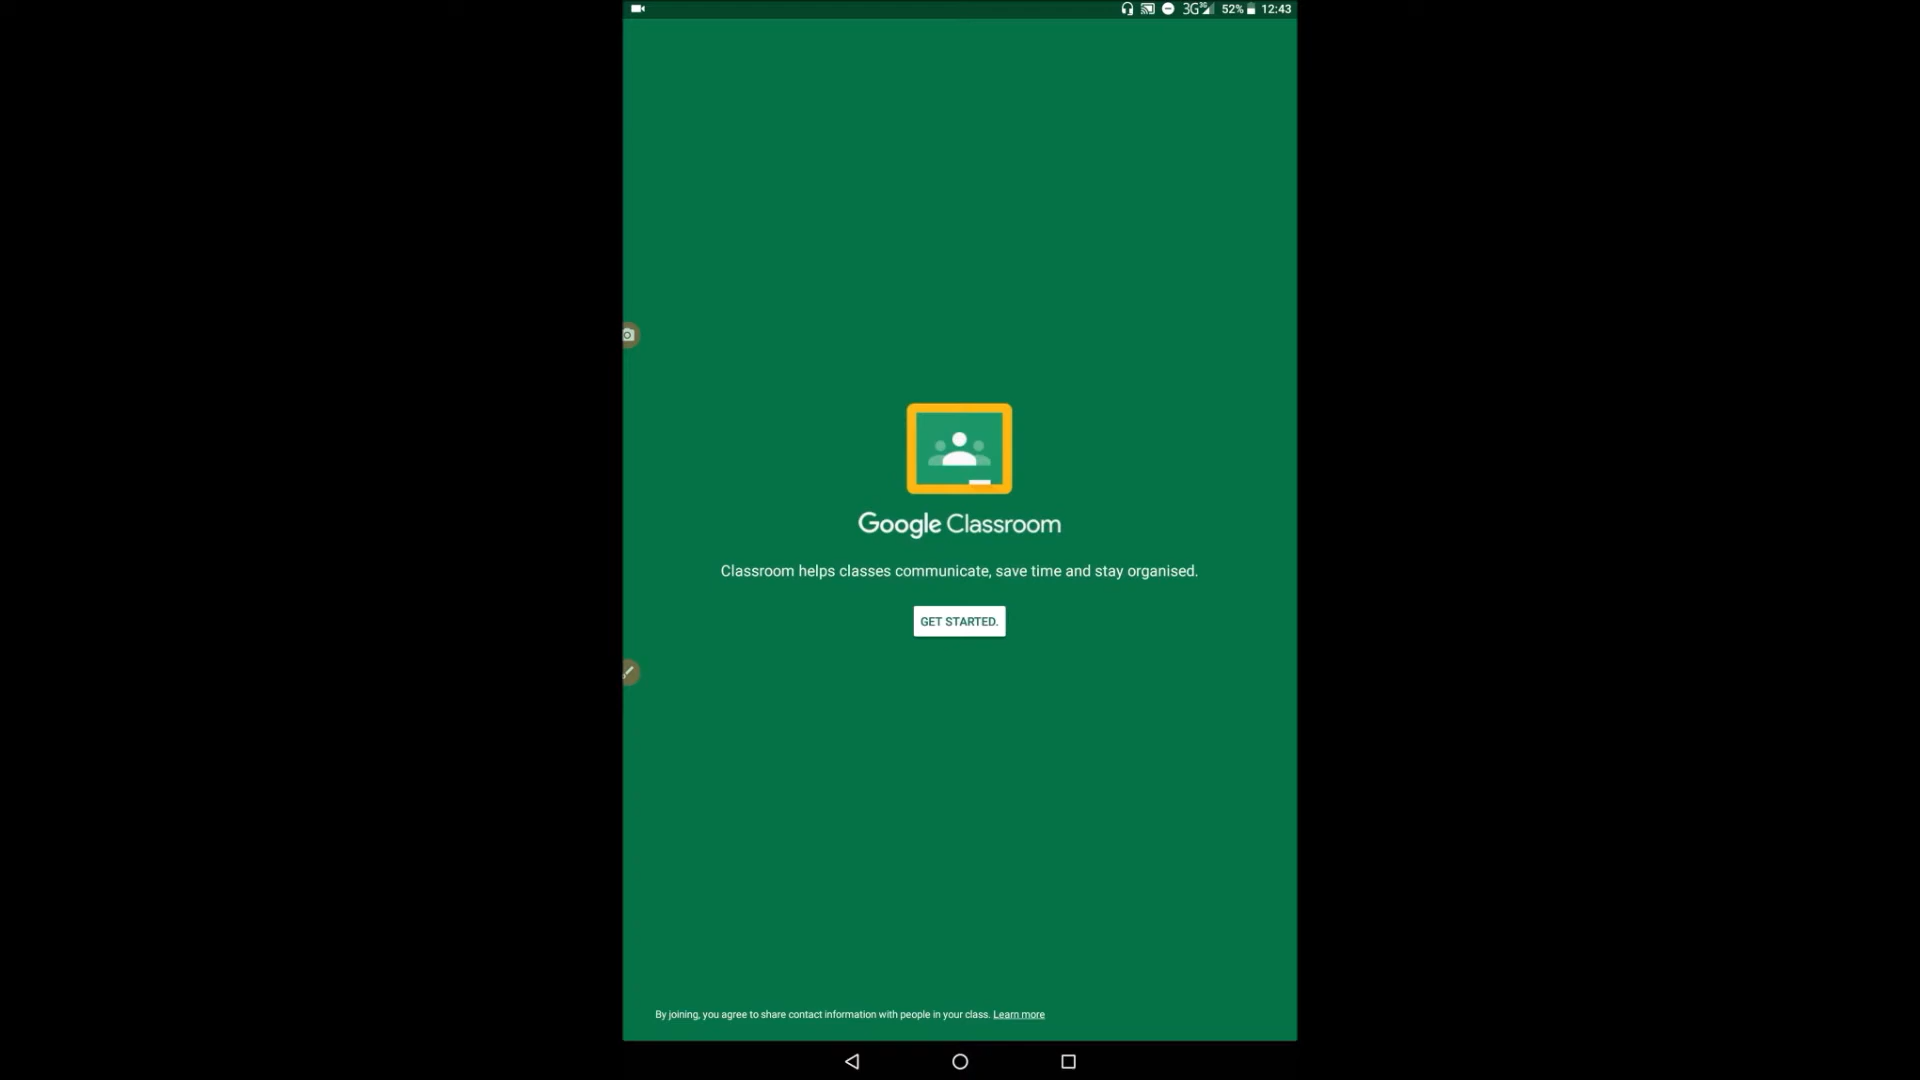 3G 3G 52% 12:43
Google Classroom
Classroom helps classes communicate, save time and stay organised.
GET STARTED.
By joining, you agree to share contact information with people in your class. Learn more